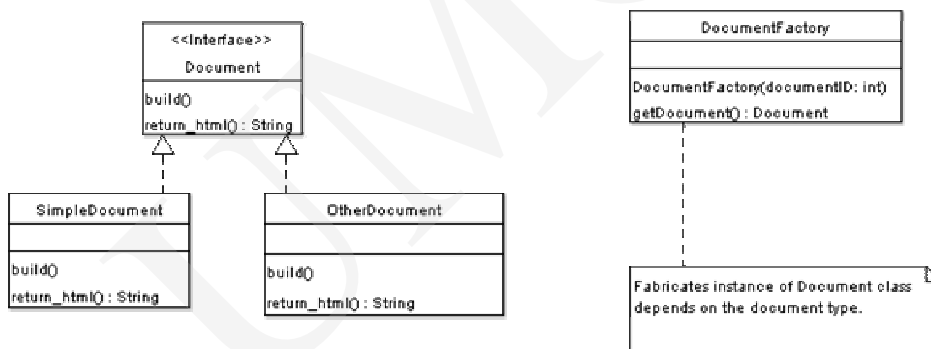 <<Interface>>
Document
build()
return_html() : String
SimpleDocument
build()
return_html() : String
OtherDocument
build()
return_html() : String
DocumentFactory
DocumentFactory(documentID: int)
getDocument() : Document
Fabricates instance of Document class
depends on the document type.
UM